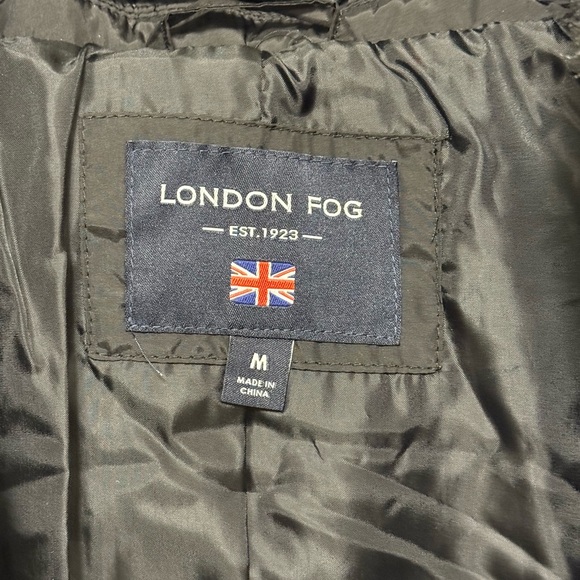 LONDON FOG
— EST.1923 —
M
MADE IN
CHINA